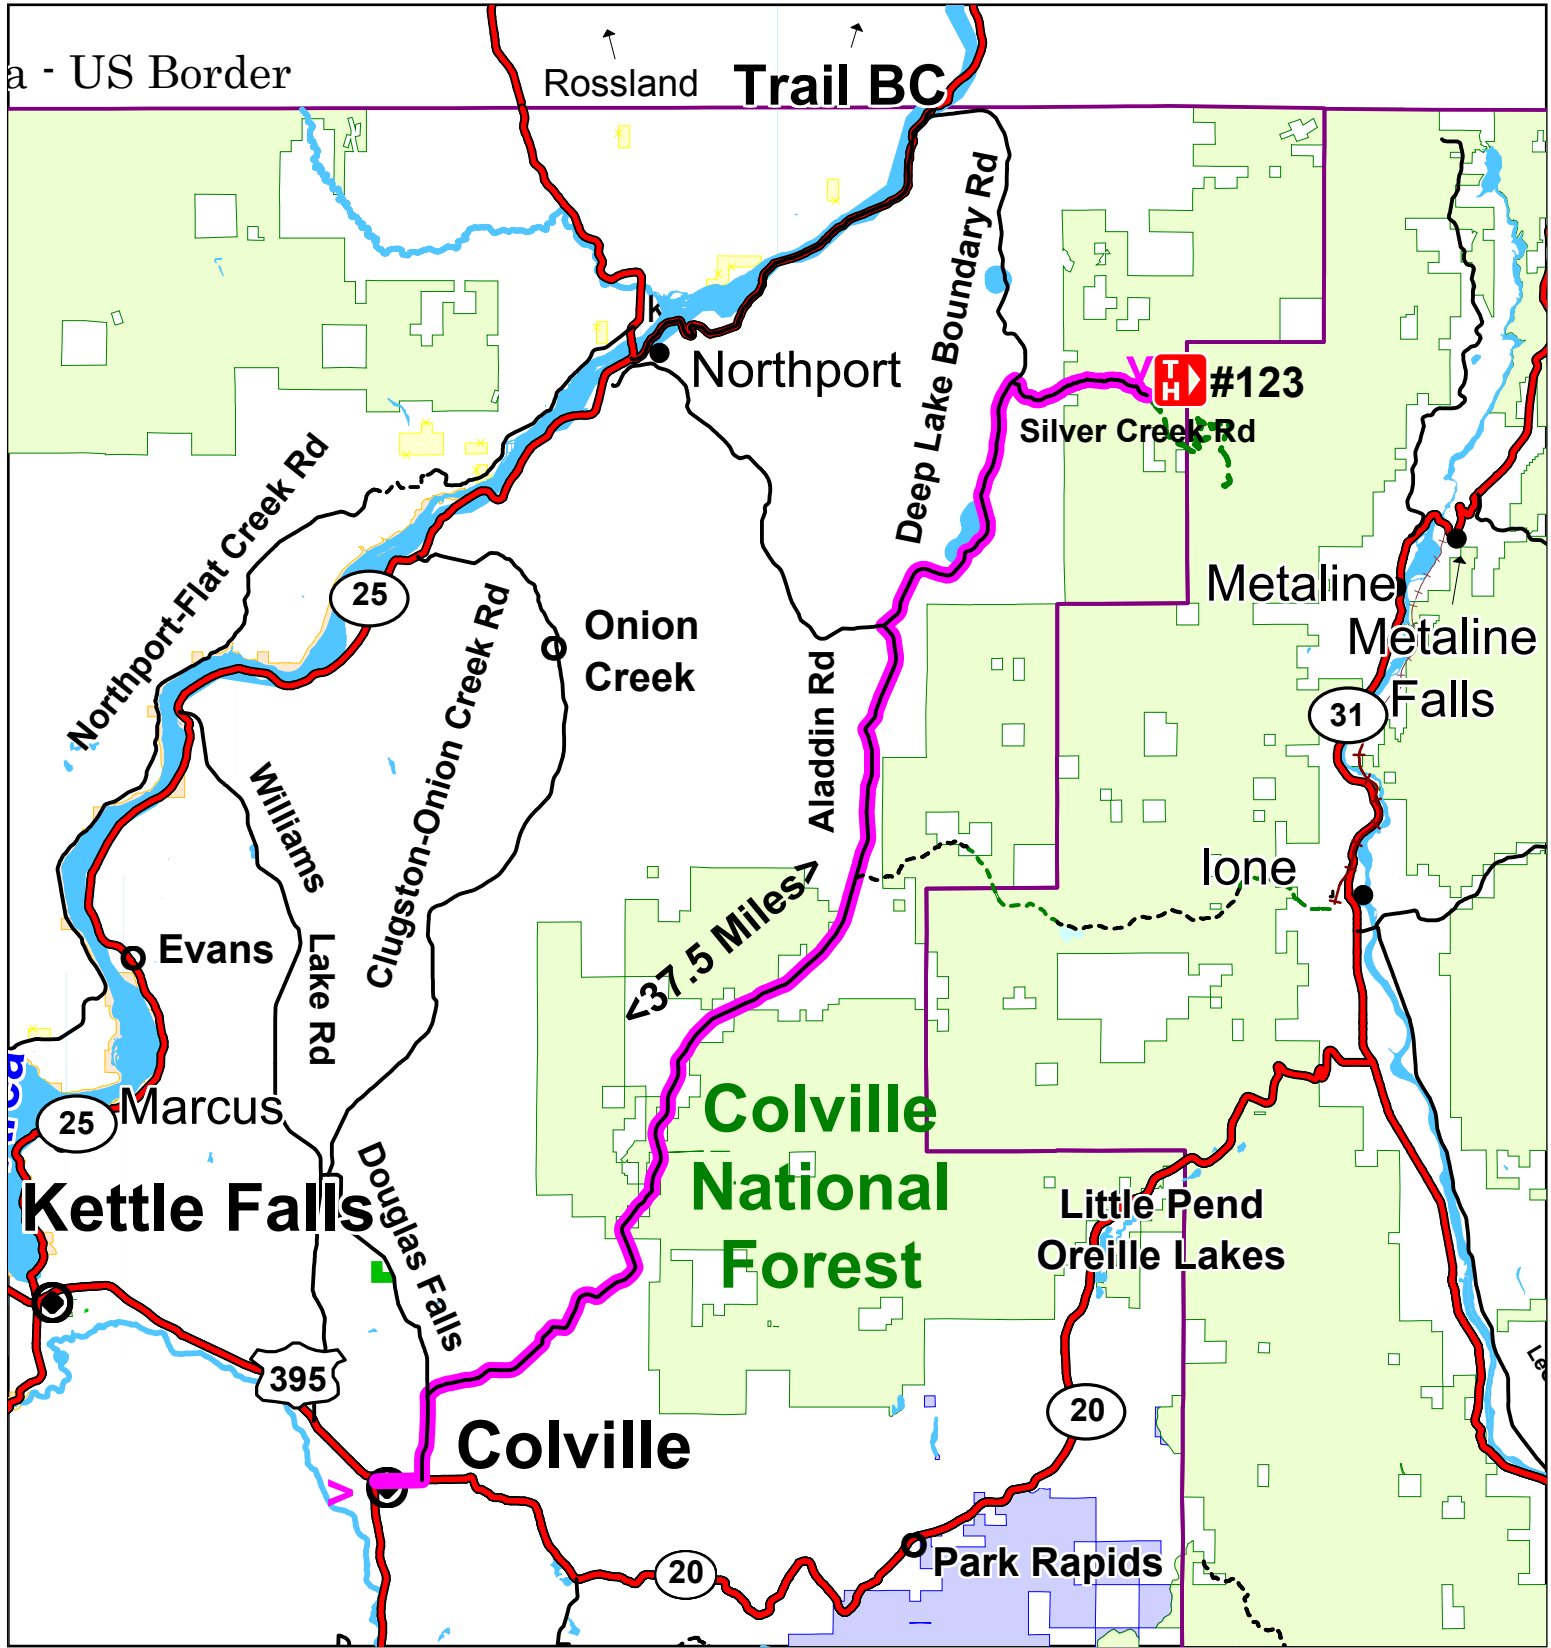 a - US Border
Rossland
Trail BC
Northport
Deep Lake Boundary Rd
TH
#123
Silver Creek Rd
Northport-Flat Creek Rd
25
Clugston-Onion Creek Rd
Onion
Creek
Metaline
Metaline
Falls
31
Aladdin Rd
Williams
Lake Rd
Ione
<37.5 Miles>
Evans
25
Marcus
Kettle Falls
Douglas Falls
Colville
National
Forest
Little Pend
Oreille Lakes
395
20
Colville
20
Park Rapids